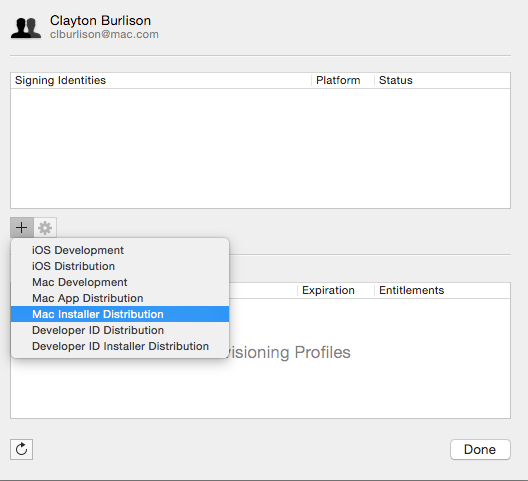 Clayton Burlison
clburlison@mac.com
Signing Identities Platform Status
+
iOS Development
iOS Distribution
Mac Development
Mac App Distribution
Mac Installer Distribution
Developer ID Distribution
Developer ID Installer Distribution
Expiration Entitlements
Profiles
Done